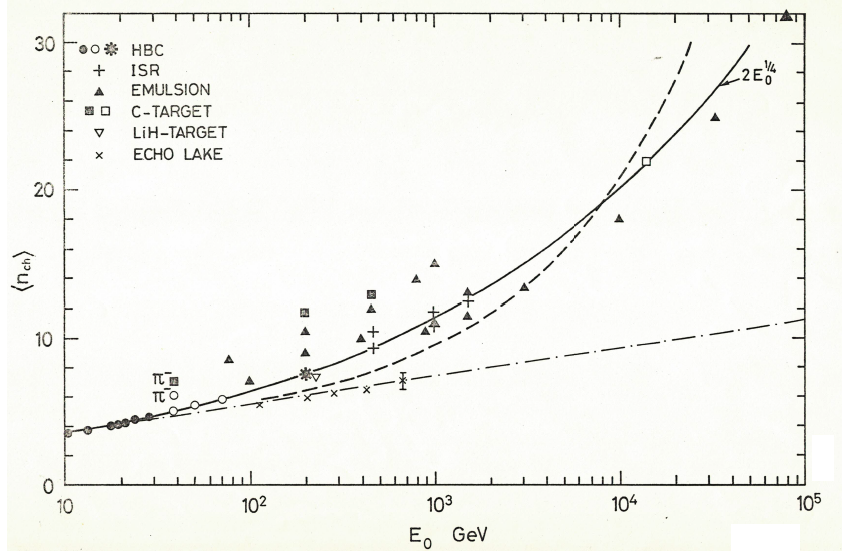 30
20
10
0
⟨n_ch⟩
HBC
ISR
EMULSION
C-TARGET
LiH-TARGET
ECHO LAKE
2E₀^¼
π⁻
π⁻
10
10²
10³
10⁴
10⁵
E₀ GeV